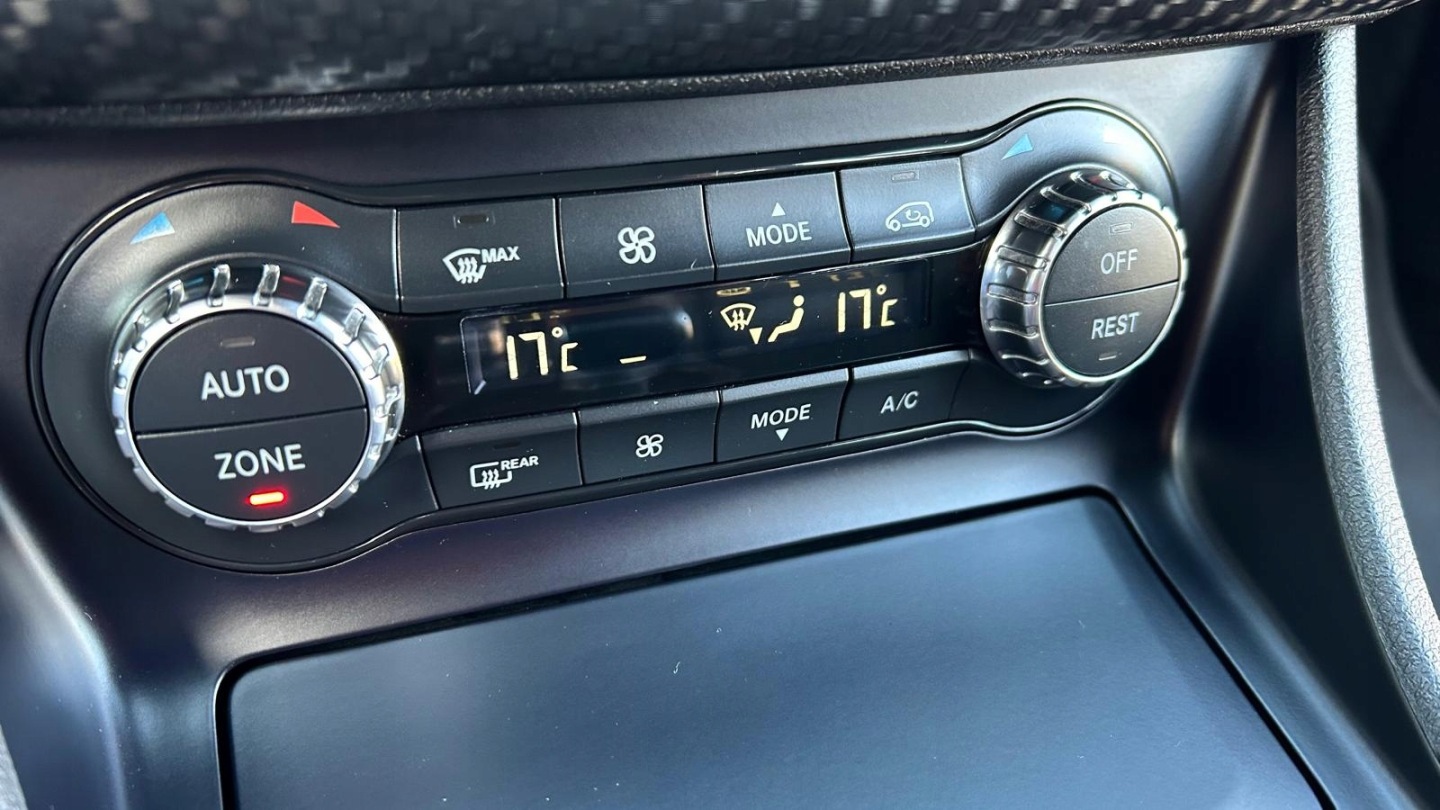 MAX
MODE
OFF
REST
17°C
17°C
AUTO
ZONE
REAR
MODE
A/C